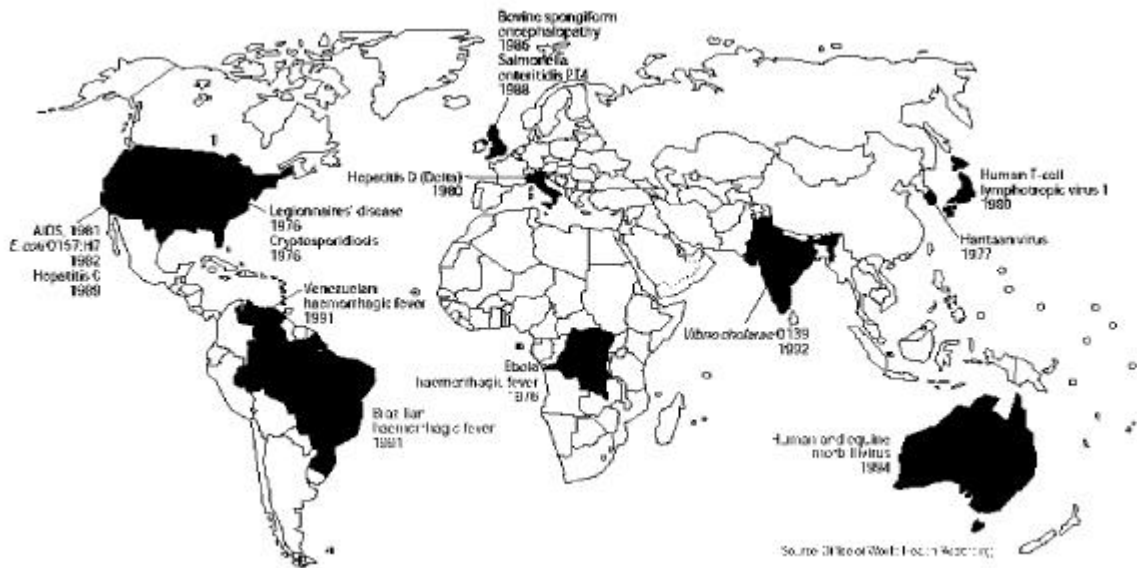 Bovine spongiform
encephalopathy
1986
Salmonella
enteritidis PT4
1988
Hepatitis D (Delta)
1980
Human T-cell
lymphotropic virus 1
1980
Legionnaires' disease
1976
Cryptosporidiosis
1976
AIDS, 1981
E. coli O157:H7
1982
Hepatitis C
1989
Hantaan virus
1977
Venezuelan
haemorrhagic fever
1991
Vibrio cholerae O139
1992
Ebola
haemorrhagic fever
1976
Brazilian
haemorrhagic fever
1991
Human and equine
morbillivirus
1994
Source: Office of World Health Reporting